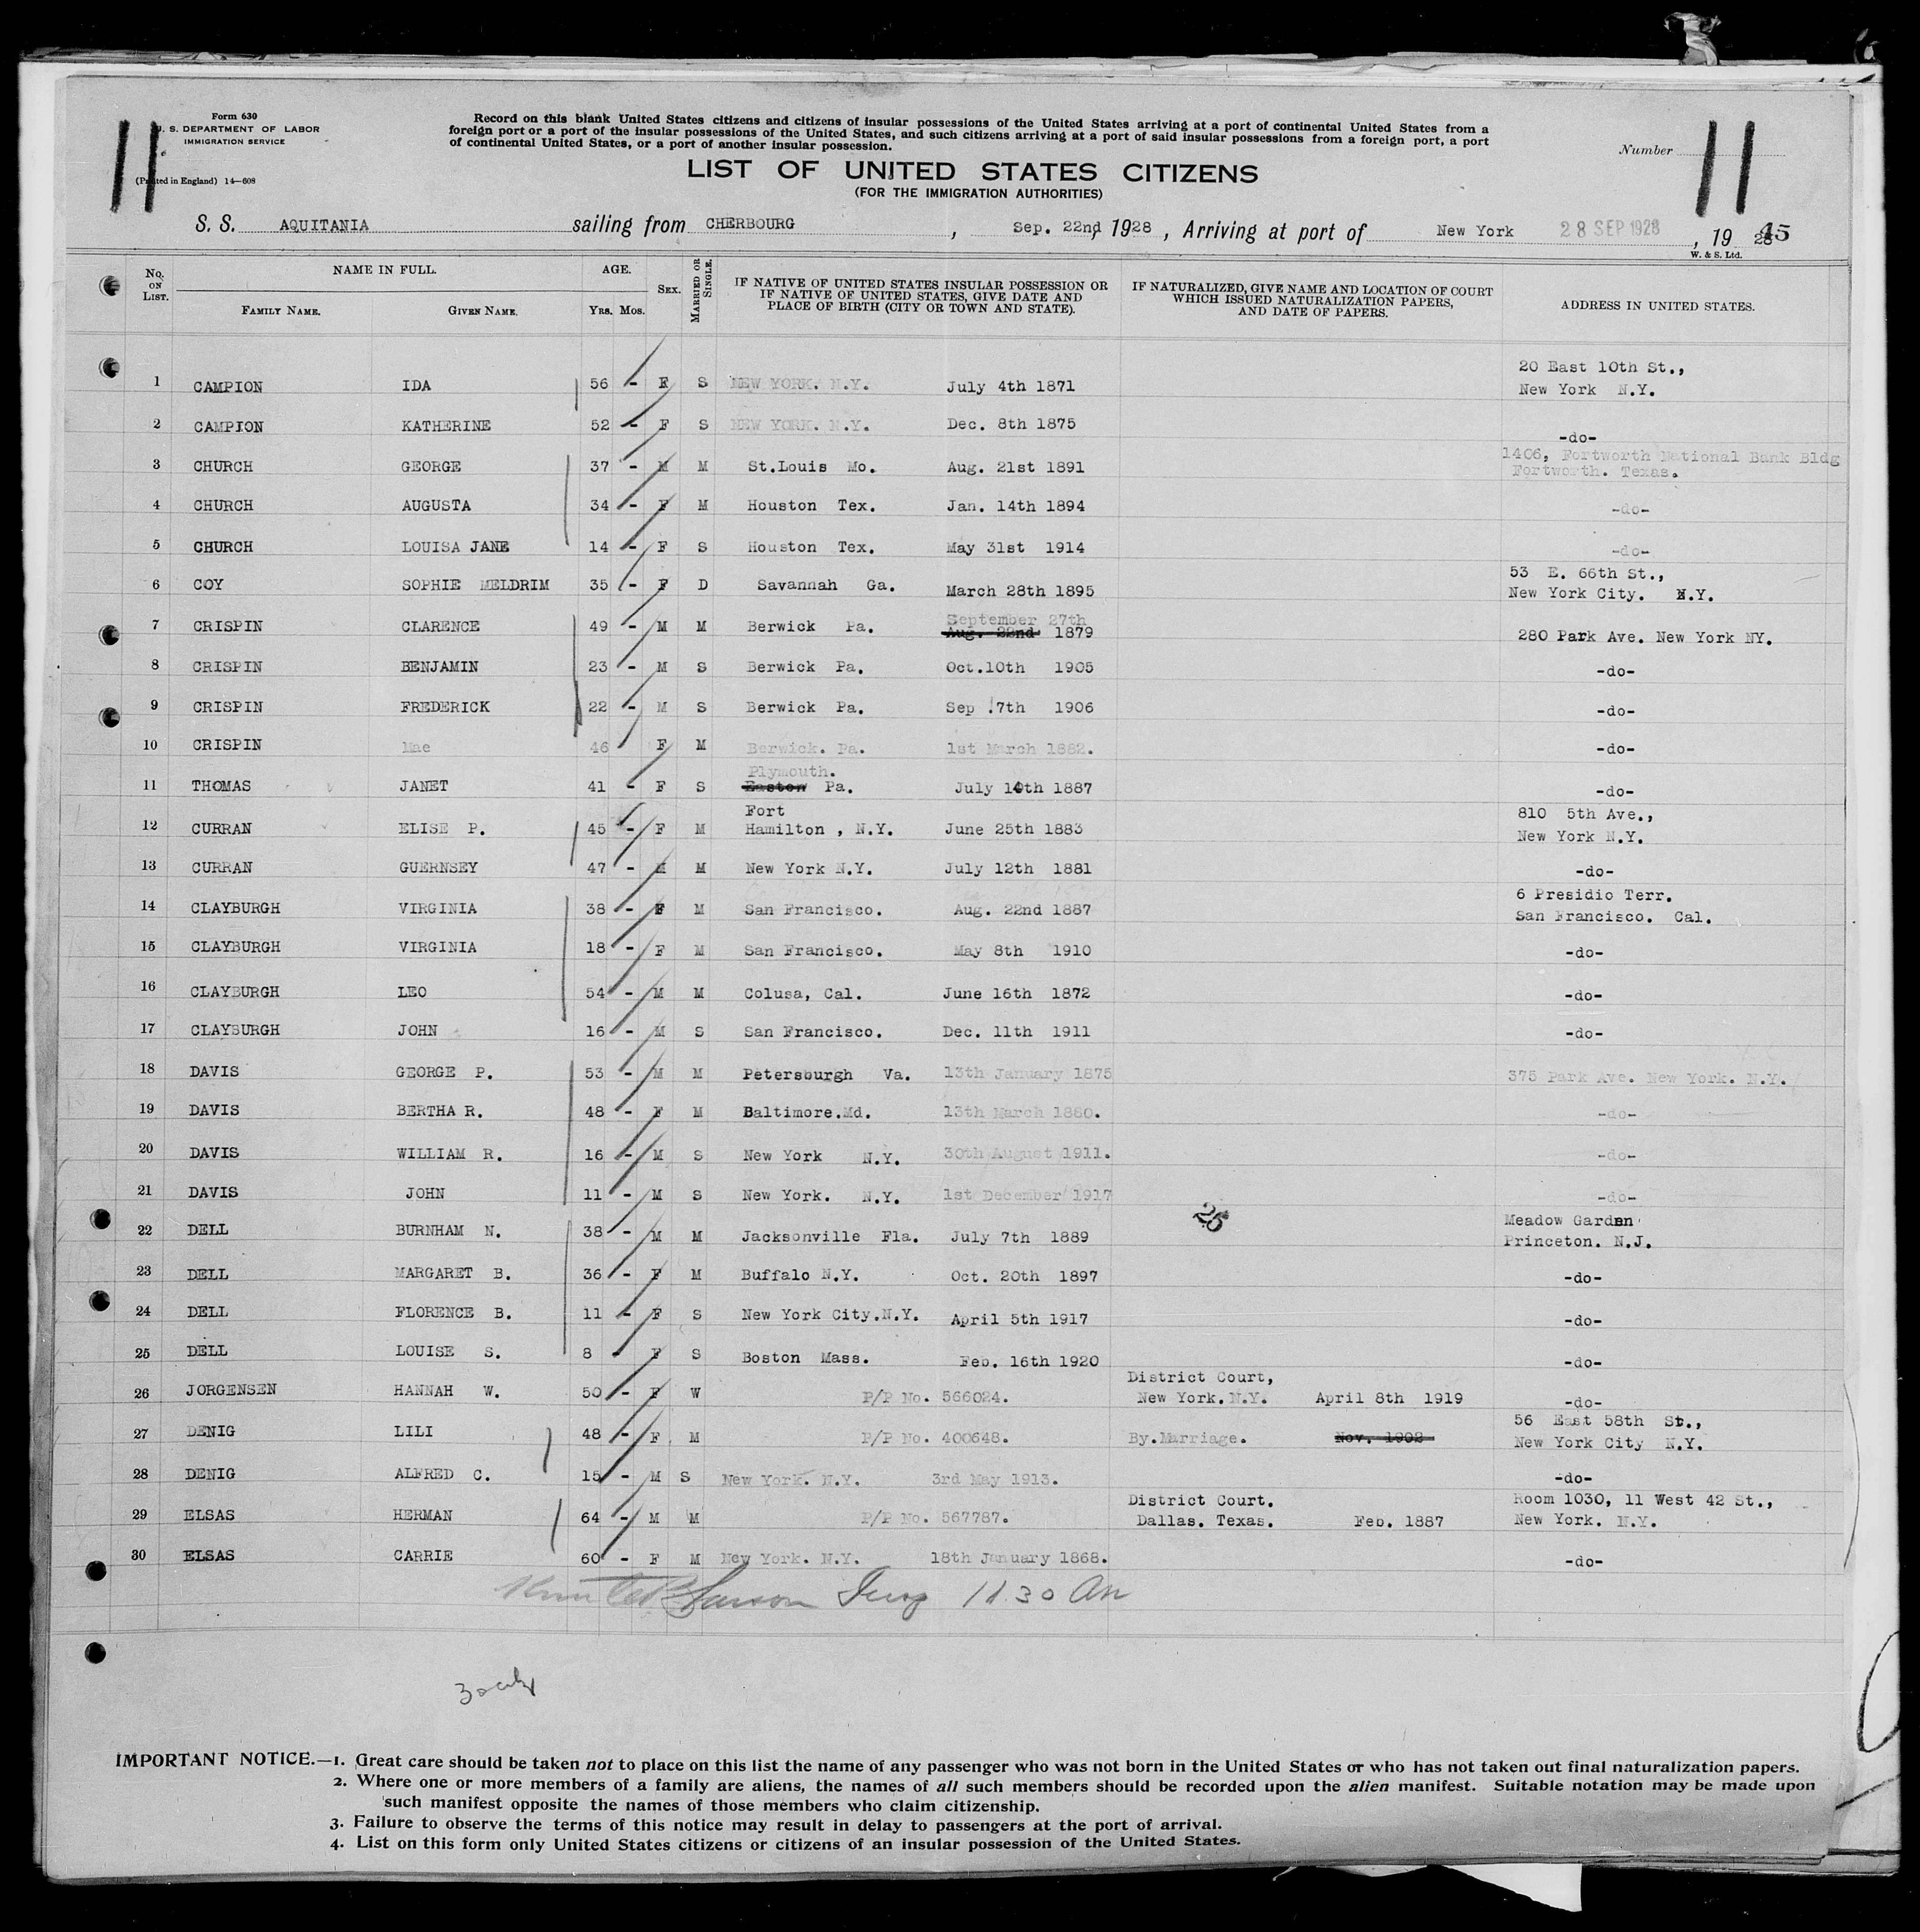 Form 630
U. S. DEPARTMENT OF LABOR
IMMIGRATION SERVICE
(Printed in England) 14—608
11
Record on this blank United States citizens and citizens of insular possessions of the United States arriving at a port of continental United States from a
foreign port or a port of the insular possessions of the United States, and such citizens arriving at a port of said insular possessions from a foreign port, a port
of continental United States, or a port of another insular possession.
LIST OF UNITED STATES CITIZENS
(FOR THE IMMIGRATION AUTHORITIES)
Number 11
S. S. AQUITANIA sailing from CHERBOURG , Sep. 22nd, 1928 , Arriving at port of New York 28 SEP 1928 , 19 28 45
W. & S. Ltd.
No. ON LIST. NAME IN FULL. FAMILY NAME. GIVEN NAME. AGE. Yrs. Mos. SEX. MARRIED OR SINGLE. IF NATIVE OF UNITED STATES INSULAR POSSESSION OR IF NATIVE OF UNITED STATES, GIVE DATE AND PLACE OF BIRTH (CITY OR TOWN AND STATE). IF NATURALIZED, GIVE NAME AND LOCATION OF COURT WHICH ISSUED NATURALIZATION PAPERS, AND DATE OF PAPERS. ADDRESS IN UNITED STATES.
1 CAMPION IDA 56 - F S NEW YORK. N.Y. July 4th 1871 20 East 10th St., New York N.Y.
2 CAMPION KATHERINE 52 - F S NEW YORK. N.Y. Dec. 8th 1875 -do-
3 CHURCH GEORGE 37 - M M St.Louis Mo. Aug. 21st 1891 1406, Fortworth National Bank Bldg Fortworth. Texas.
4 CHURCH AUGUSTA 34 - F M Houston Tex. Jan. 14th 1894 -do-
5 CHURCH LOUISA JANE 14 - F S Houston Tex. May 31st 1914 -do-
6 COY SOPHIE MELDRIM 35 - F D Savannah Ga. March 28th 1895 53 E. 66th St., New York City. N.Y.
7 CRISPIN CLARENCE 49 - M M Berwick Pa. September 27th Aug. 22nd 1879 280 Park Ave. New York NY.
8 CRISPIN BENJAMIN 23 - M S Berwick Pa. Oct.10th 1905 -do-
9 CRISPIN FREDERICK 22 - M S Berwick Pa. Sep 17th 1906 -do-
10 CRISPIN Mae 46 F M Berwick. Pa. 1st March 1882. -do-
11 THOMAS JANET 41 - F S Plymouth. Easton Pa. July 14th 1887 -do-
12 CURRAN ELISE P. 45 - F M Fort Hamilton , N.Y. June 25th 1883 810 5th Ave., New York N.Y.
13 CURRAN GUERNSEY 47 - M M New York N.Y. July 12th 1881 -do-
14 CLAYBURGH VIRGINIA 38 - F M San Francisco. Aug. 22nd 1887 6 Presidio Terr. San Francisco. Cal.
15 CLAYBURGH VIRGINIA 18 - F M San Francisco. May 8th 1910 -do-
16 CLAYBURGH LEO 54 - M M Colusa, Cal. June 16th 1872 -do-
17 CLAYBURGH JOHN 16 - M S San Francisco. Dec. 11th 1911 -do-
18 DAVIS GEORGE P. 53 - M M Petersburgh Va. 13th January 1875 375 Park Ave. New York. N.Y.
19 DAVIS BERTHA R. 48 - F M Baltimore.Md. 13th March 1880. -do-
20 DAVIS WILLIAM R. 16 - M S New York N.Y. 30th August 1911. -do-
21 DAVIS JOHN 11 - M S New York. N.Y. 1st December 1917 -do-
25
22 DELL BURNHAM N. 38 - M M Jacksonville Fla. July 7th 1889 Meadow Garden Princeton. N.J.
23 DELL MARGARET B. 36 - F M Buffalo N.Y. Oct. 20th 1897 -do-
24 DELL FLORENCE B. 11 - F S New York City.N.Y. April 5th 1917 -do-
25 DELL LOUISE S. 8 - F S Boston Mass. Feb. 16th 1920 -do-
26 JORGENSEN HANNAH W. 50 - F W P/P No. 566024. District Court, New York.N.Y. April 8th 1919 -do-
27 DENIG LILI 48 - F M P/P No. 400648. By.Marriage. Nov. 1902 56 East 58th St., New York City N.Y.
28 DENIG ALFRED C. 15 - M S New York. N.Y. 3rd May 1913. -do-
29 ELSAS HERMAN 64 - M M P/P No. 567787. District Court. Dallas. Texas. Feb. 1887 Room 1030, 11 West 42 St., New York. N.Y.
30 ELSAS CARRIE 60 - F M New York. N.Y. 18th January 1868. -do-
Larson Insp 11 30 Am
IMPORTANT NOTICE.—1. Great care should be taken not to place on this list the name of any passenger who was not born in the United States or who has not taken out final naturalization papers.
2. Where one or more members of a family are aliens, the names of all such members should be recorded upon the alien manifest. Suitable notation may be made upon
such manifest opposite the names of those members who claim citizenship.
3. Failure to observe the terms of this notice may result in delay to passengers at the port of arrival.
4. List on this form only United States citizens or citizens of an insular possession of the United States.